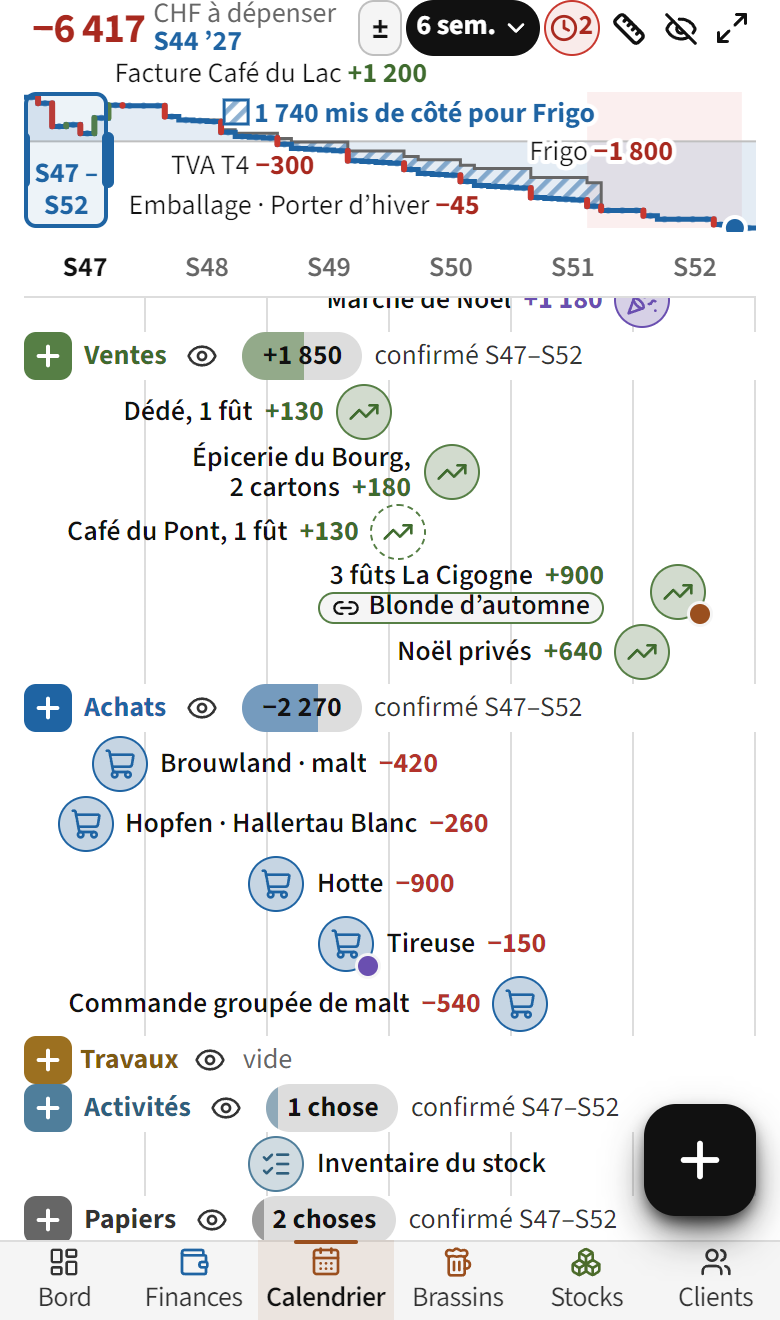 −6 417 CHF à dépenser
S44 ’27
± 6 sem. 2
Facture Café du Lac +1 200
1 740 mis de côté pour Frigo
Frigo −1 800
TVA T4 −300
S47 –
S52
Emballage · Porter d’hiver −45
S47 S48 S49 S50 S51 S52
Marché de Noël +1 180
Ventes +1 850 confirmé S47–S52
Dédé, 1 fût +130
Épicerie du Bourg,
2 cartons +180
Café du Pont, 1 fût +130
3 fûts La Cigogne +900
Blonde d’automne
Noël privés +640
Achats −2 270 confirmé S47–S52
Brouwland · malt −420
Hopfen · Hallertau Blanc −260
Hotte −900
Tireuse −150
Commande groupée de malt −540
Travaux vide
Activités 1 chose confirmé S47–S52
Inventaire du stock
Papiers 2 choses confirmé S47–S52
Bord Finances Calendrier Brassins Stocks Clients